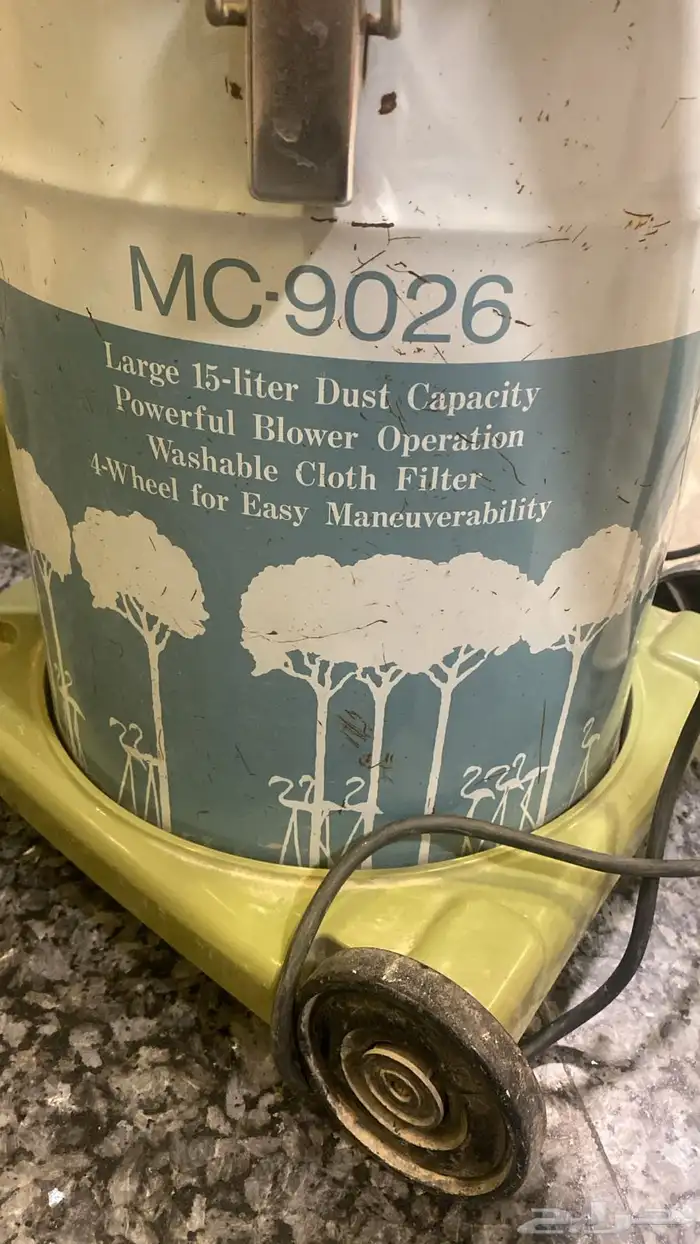 MC-9026
Large 15-liter Dust Capacity
Powerful Blower Operation
Washable Cloth Filter
4-Wheel for Easy Maneuverability
حراج